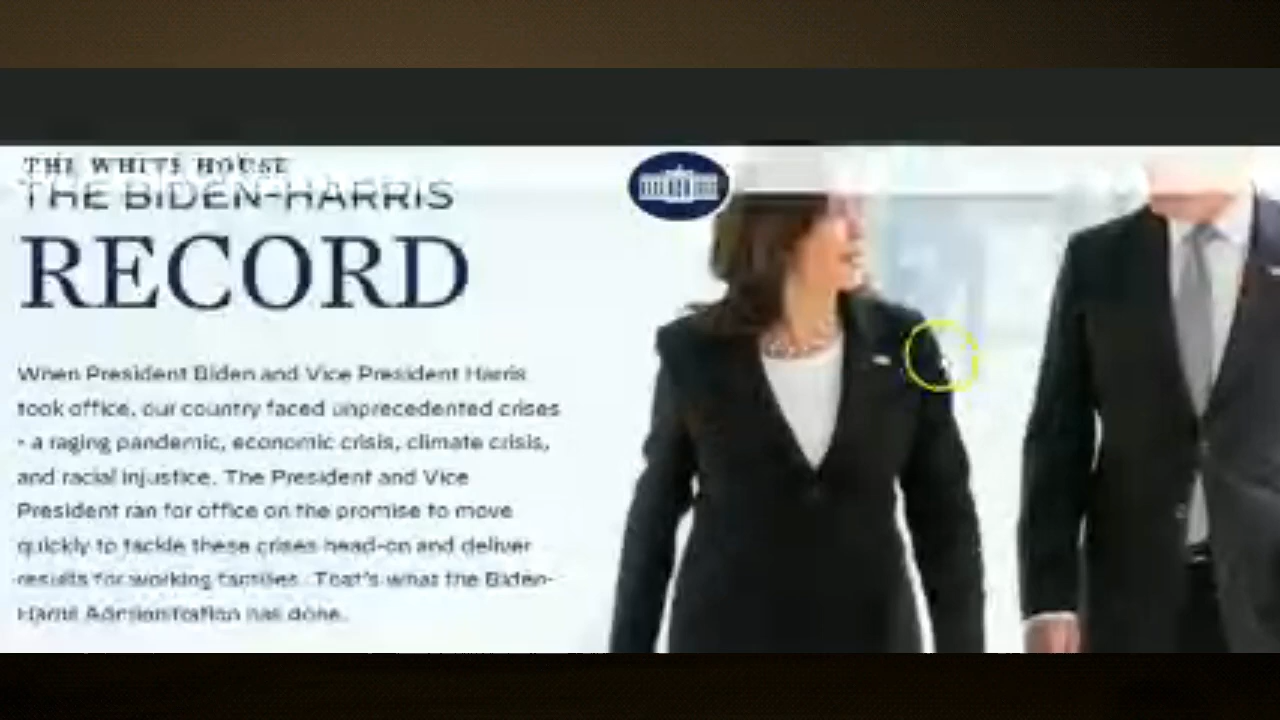 THE WHITE HOUSE
THE BIDEN-HARRIS
RECORD
When President Biden and Vice President Harris
took office, our country faced unprecedented crises
- a raging pandemic, economic crisis, climate crisis,
and racial injustice. The President and Vice
President ran for office on the promise to move
quickly to tackle these crises head-on and deliver
results for working families. That's what the Biden-
Harris Administration has done.